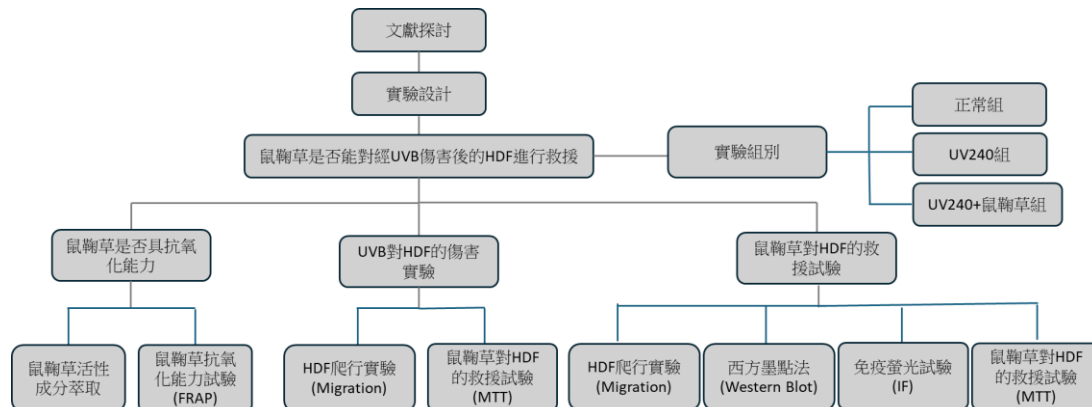 文獻探討
實驗設計
鼠鞠草是否能對經UVB傷害後的HDF進行救援
實驗組別
正常組
UV240組
UV240+鼠鞠草組
鼠鞠草是否具抗氧
化能力
UVB對HDF的傷害
實驗
鼠鞠草對HDF的救
援試驗
鼠鞠草活性
成分萃取
鼠鞠草抗氧
化能力試驗
(FRAP)
HDF爬行實驗
(Migration)
鼠鞠草對HDF
的救援試驗
(MTT)
HDF爬行實驗
(Migration)
西方墨點法
(Western Blot)
免疫螢光試驗
(IF)
鼠鞠草對HDF
的救援試驗
(MTT)